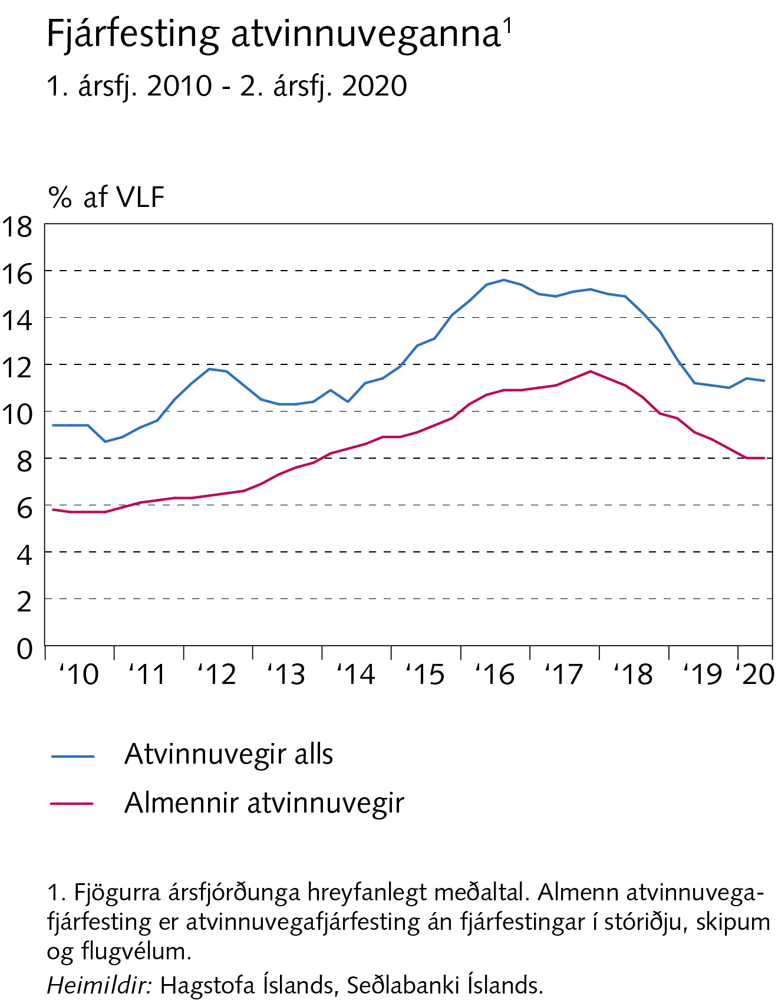 Fjárfesting atvinnuveganna¹
1. ársfj. 2010 - 2. ársfj. 2020
% af VLF
18
16
14
12
10
8
6
4
2
0
‘10 ‘11 ‘12 ‘13 ‘14 ‘15 ‘16 ‘17 ‘18 ‘19 ‘20
Atvinnuvegir alls
Almennir atvinnuvegir
1. Fjögurra ársfjórðunga hreyfanlegt meðaltal. Almenn atvinnuvega-
fjárfesting er atvinnuvegafjárfesting án fjárfestingar í stóriðju, skipum
og flugvélum.
Heimildir: Hagstofa Íslands, Seðlabanki Íslands.